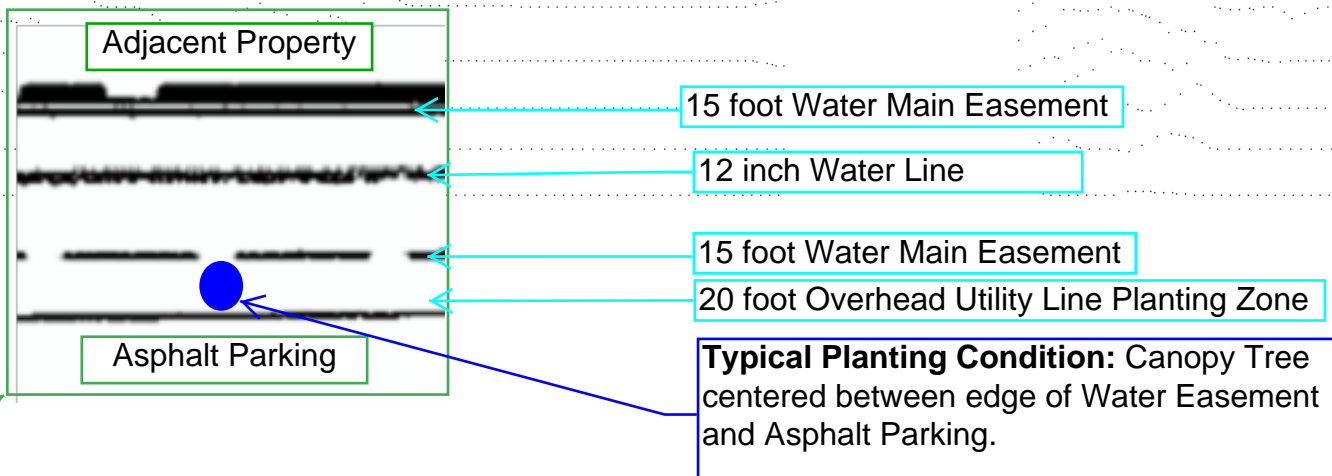 Adjacent Property
15 foot Water Main Easement
12 inch Water Line
15 foot Water Main Easement
20 foot Overhead Utility Line Planting Zone
Asphalt Parking
Typical Planting Condition: Canopy Tree
centered between edge of Water Easement
and Asphalt Parking.